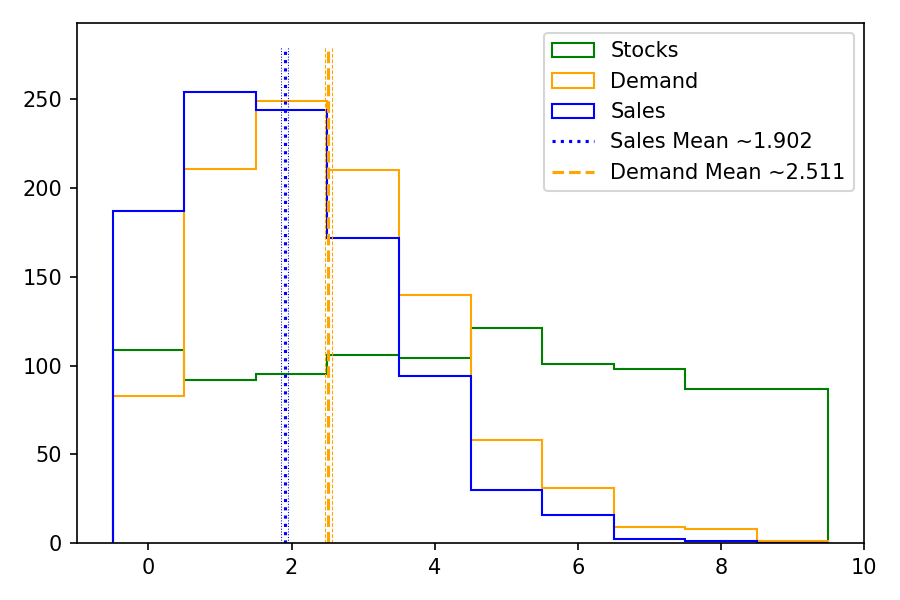 Stocks
Demand
Sales
Sales Mean ~1.902
Demand Mean ~2.511
250
200
150
100
50
0
0 2 4 6 8 10